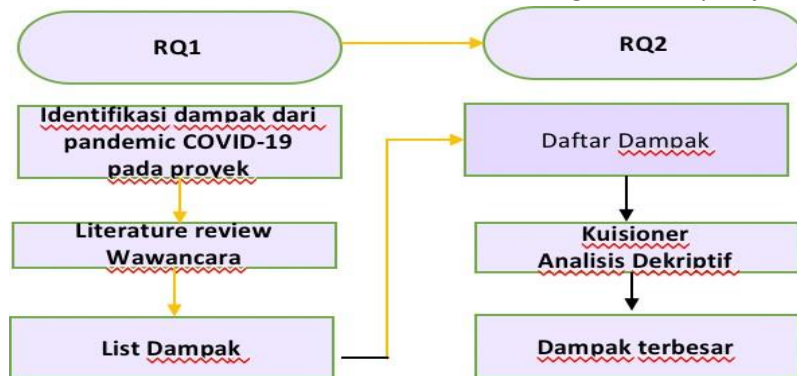 RQ1
RQ2
Identifikasi dampak dari
pandemic COVID-19
pada proyek
Literature review
Wawancara
List Dampak
Daftar Dampak
Kuisioner
Analisis Dekriptif
Dampak terbesar